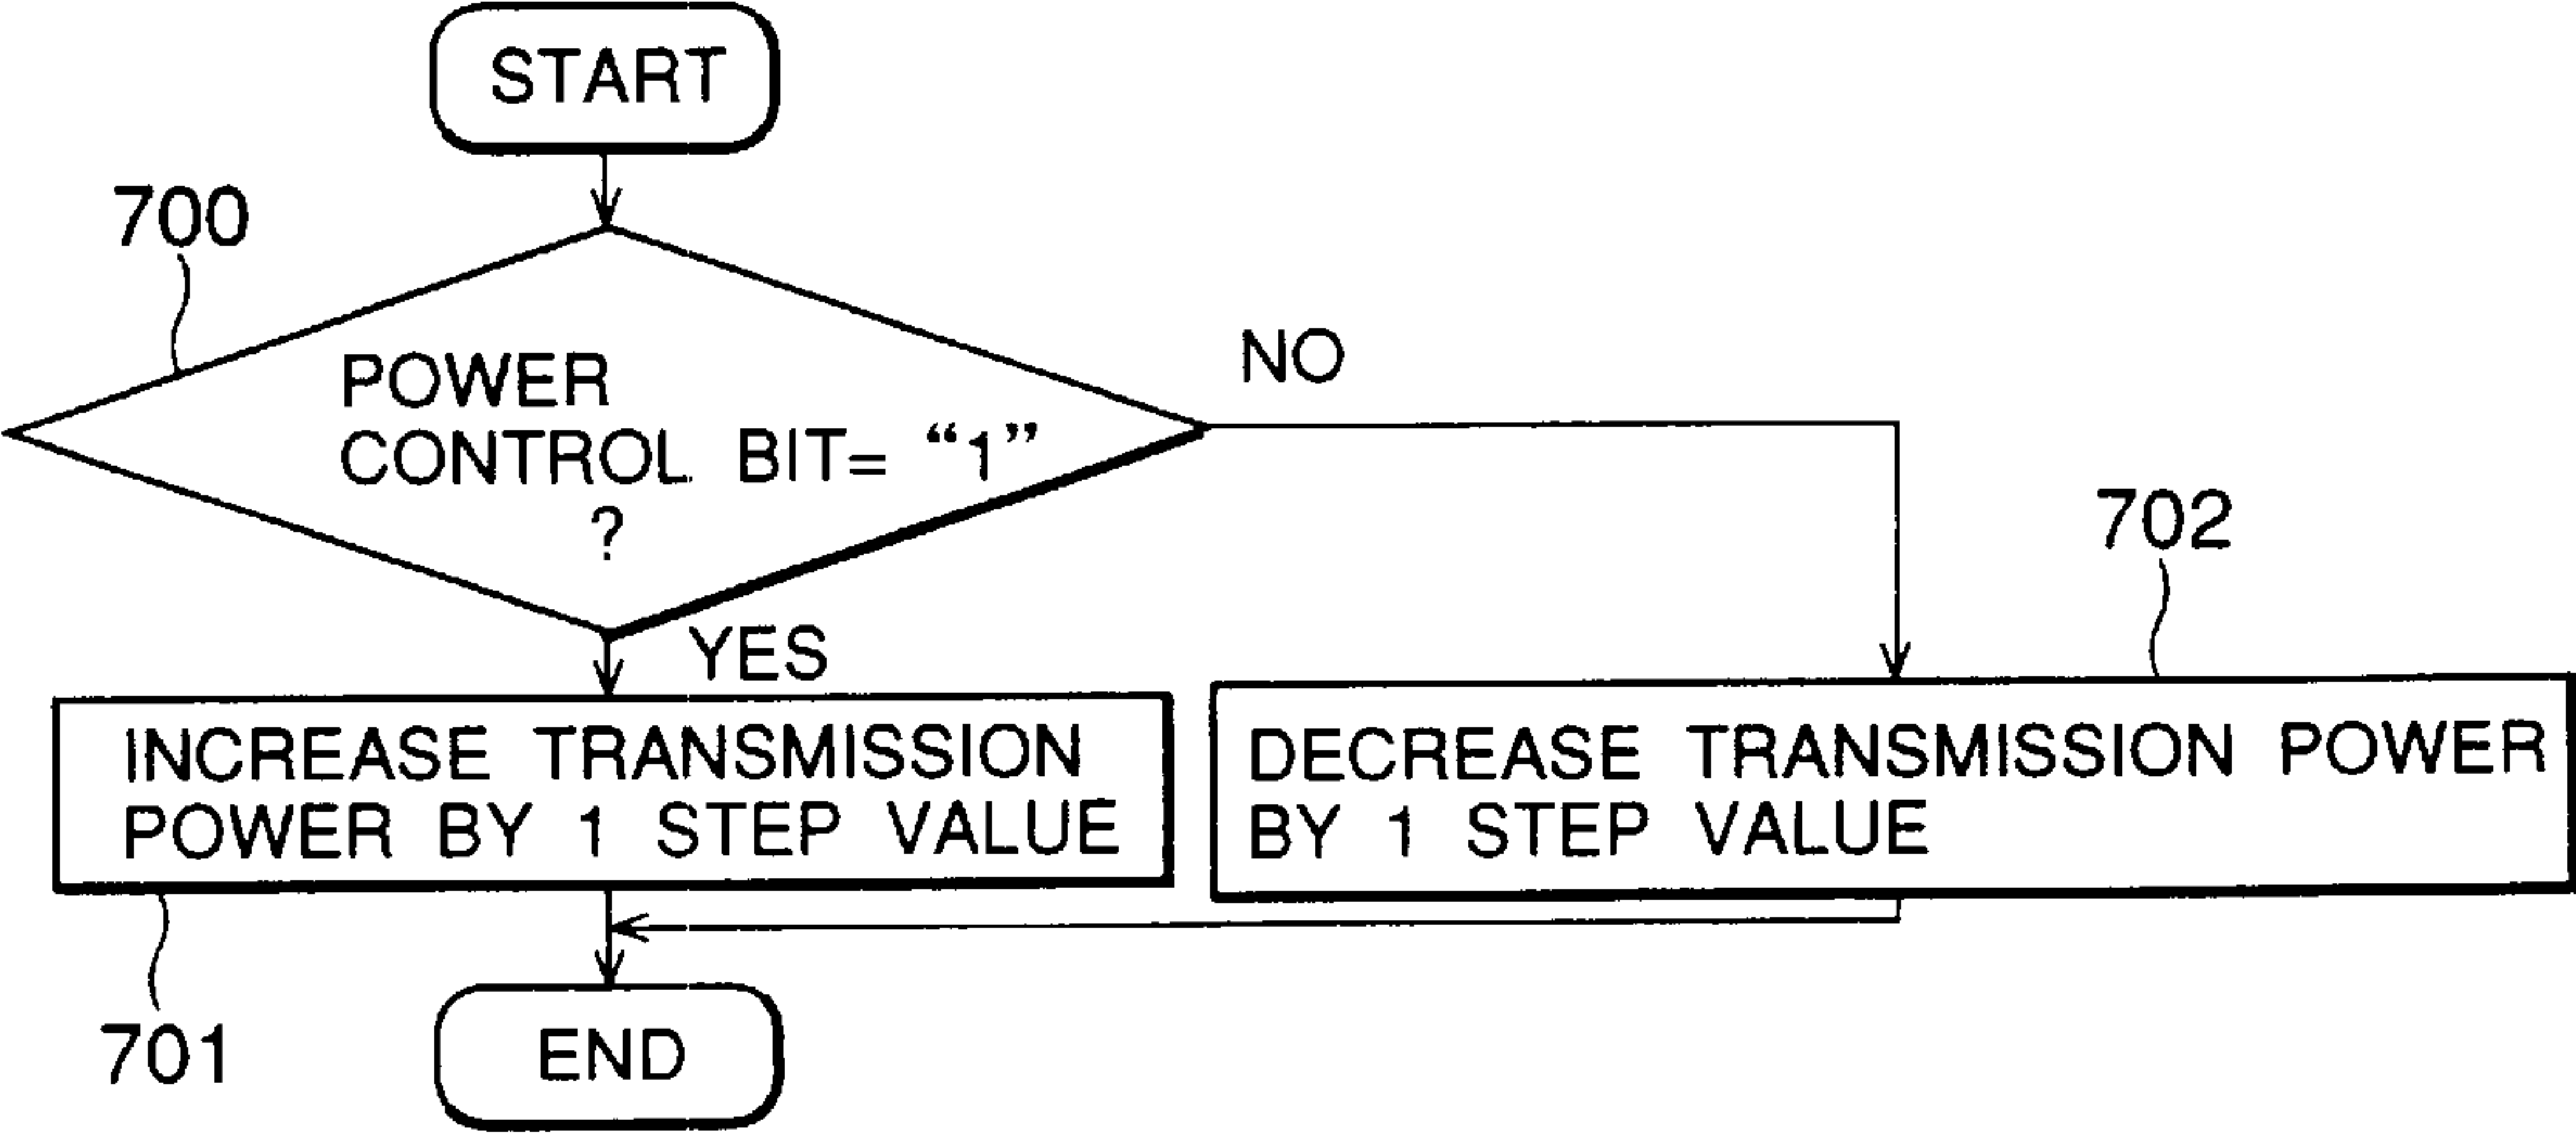 START
700
POWER
CONTROL BIT= “1”
?
NO
YES
702
INCREASE TRANSMISSION
POWER BY 1 STEP VALUE
DECREASE TRANSMISSION POWER
BY 1 STEP VALUE
701
END